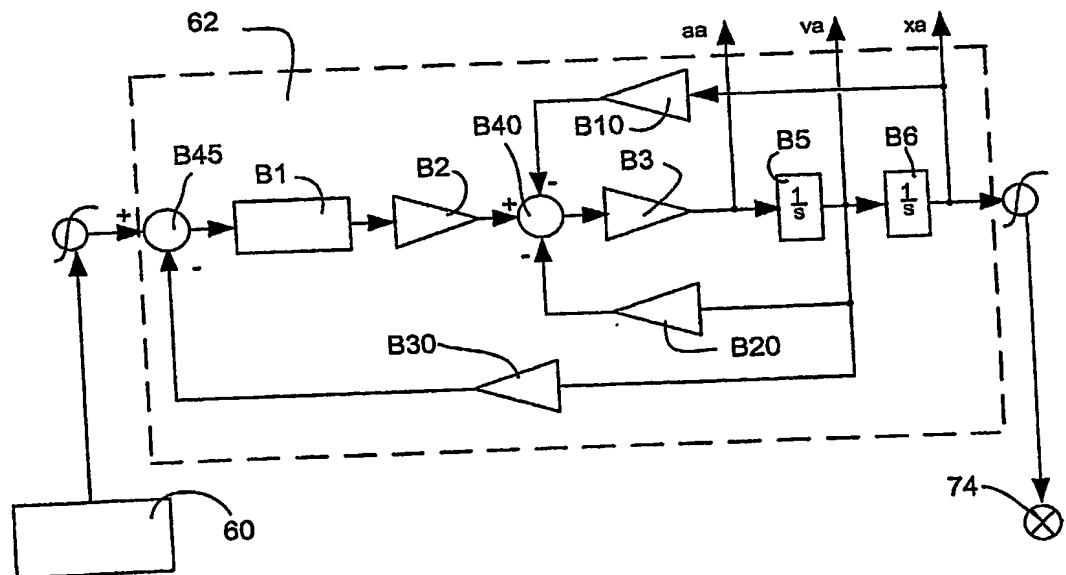 62
aa
va
xa
B10
B40
B45
B1
B2
B3
B5
B6
+
-
+
-
1/s
1/s
-
B20
B30
60
74